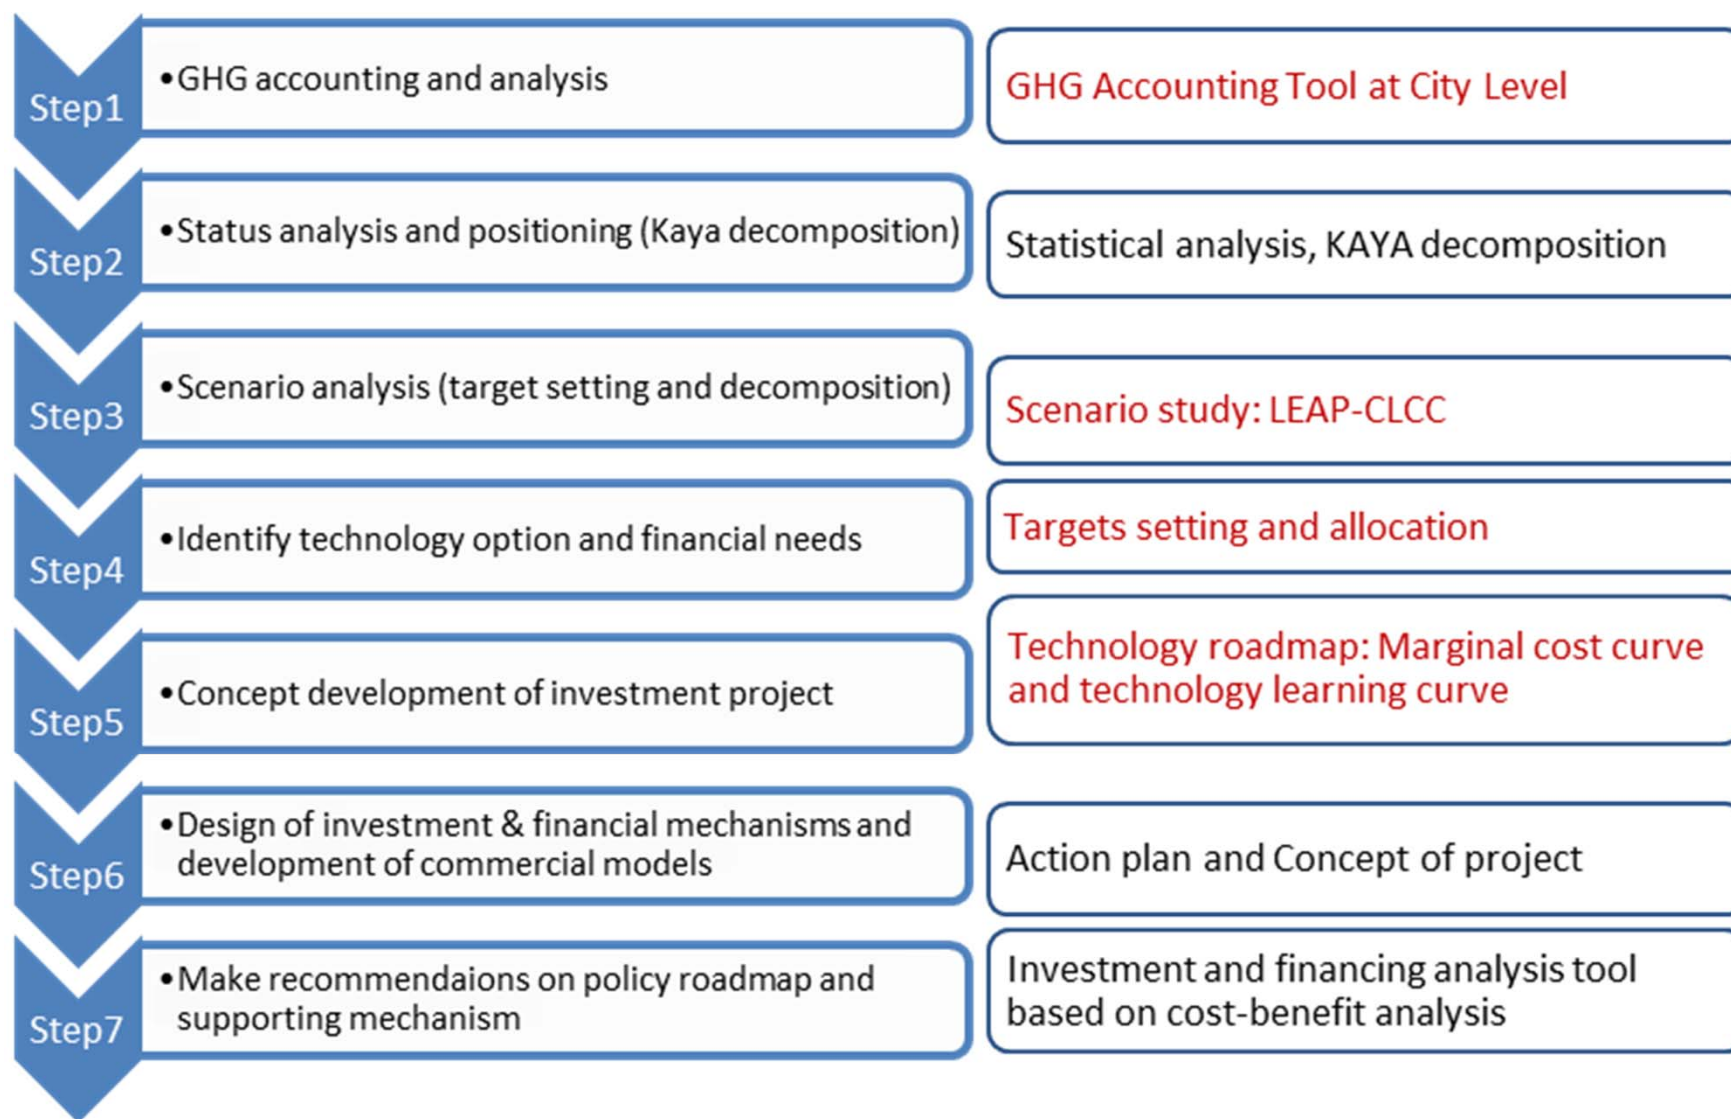 Step1
•GHG accounting and analysis
GHG Accounting Tool at City Level
Step2
•Status analysis and positioning (Kaya decomposition)
Statistical analysis, KAYA decomposition
Step3
•Scenario analysis (target setting and decomposition)
Scenario study: LEAP-CLCC
Step4
•Identify technology option and financial needs
Targets setting and allocation
Step5
•Concept development of investment project
Technology roadmap: Marginal cost curve
and technology learning curve
Step6
•Design of investment & financial mechanisms and
development of commercial models
Action plan and Concept of project
Step7
•Make recommendaions on policy roadmap and
supporting mechanism
Investment and financing analysis tool
based on cost-benefit analysis